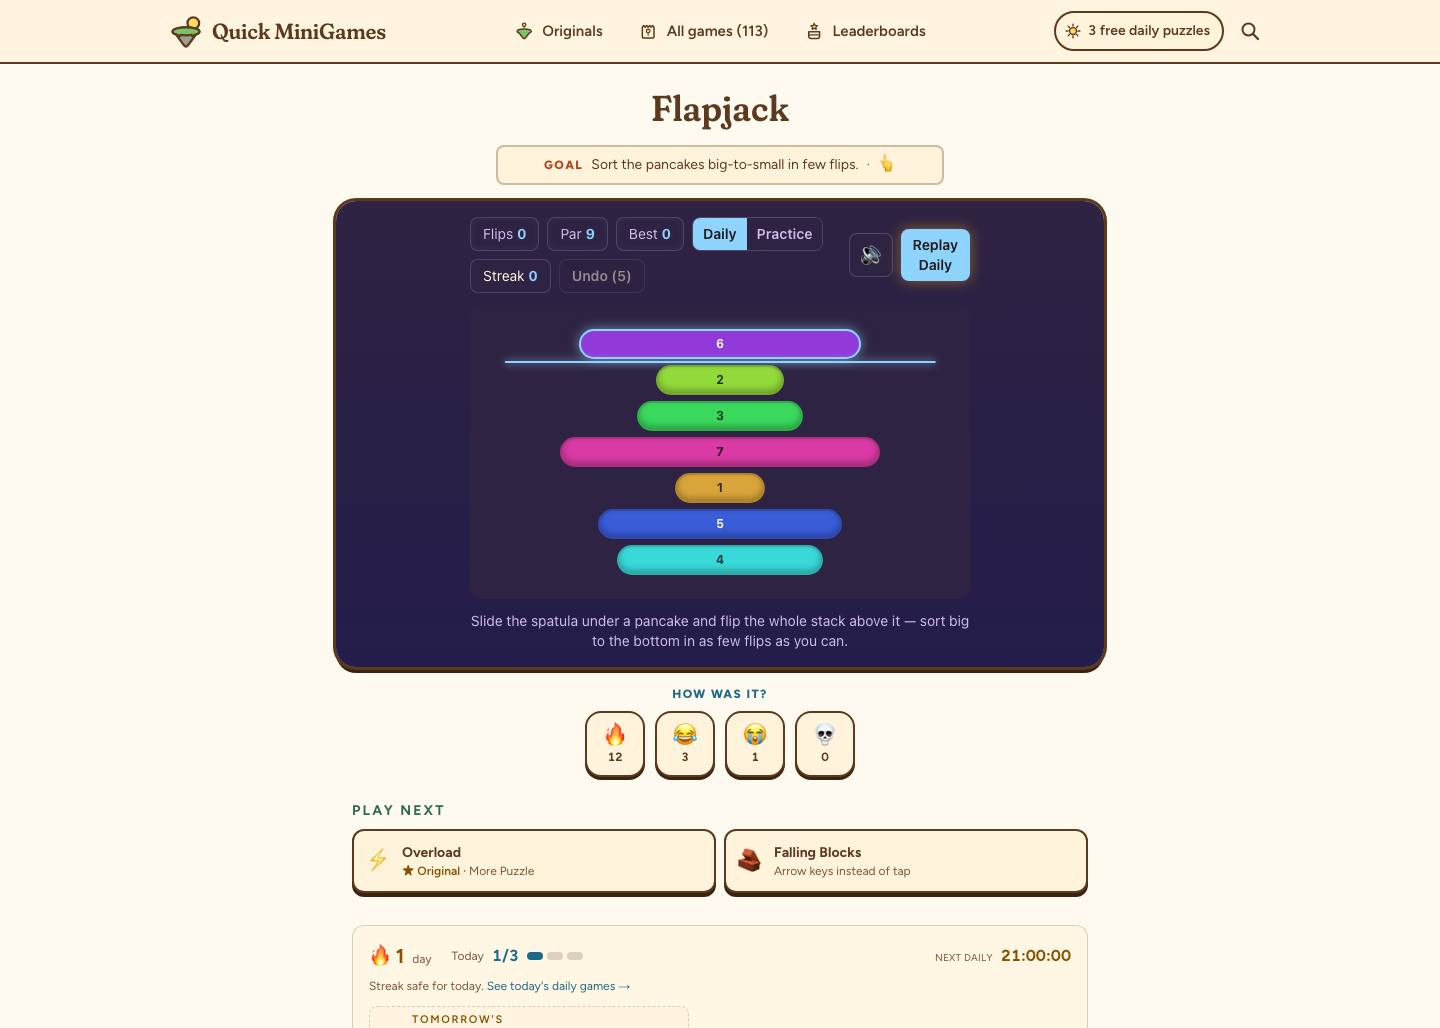 Quick MiniGames
Originals
All games (113)
Leaderboards
3 free daily puzzles
Flapjack
GOAL Sort the pancakes big-to-small in few flips. ·
Flips 0
Par 9
Best 0
Daily
Practice
Streak 0
Undo (5)
Replay
Daily
6
2
3
7
1
5
4
Slide the spatula under a pancake and flip the whole stack above it — sort big
to the bottom in as few flips as you can.
HOW WAS IT?
12
3
1
0
PLAY NEXT
Overload
Original · More Puzzle
Falling Blocks
Arrow keys instead of tap
1 day
Today 1/3
NEXT DAILY 21:00:00
Streak safe for today. See today's daily games →
TOMORROW'S